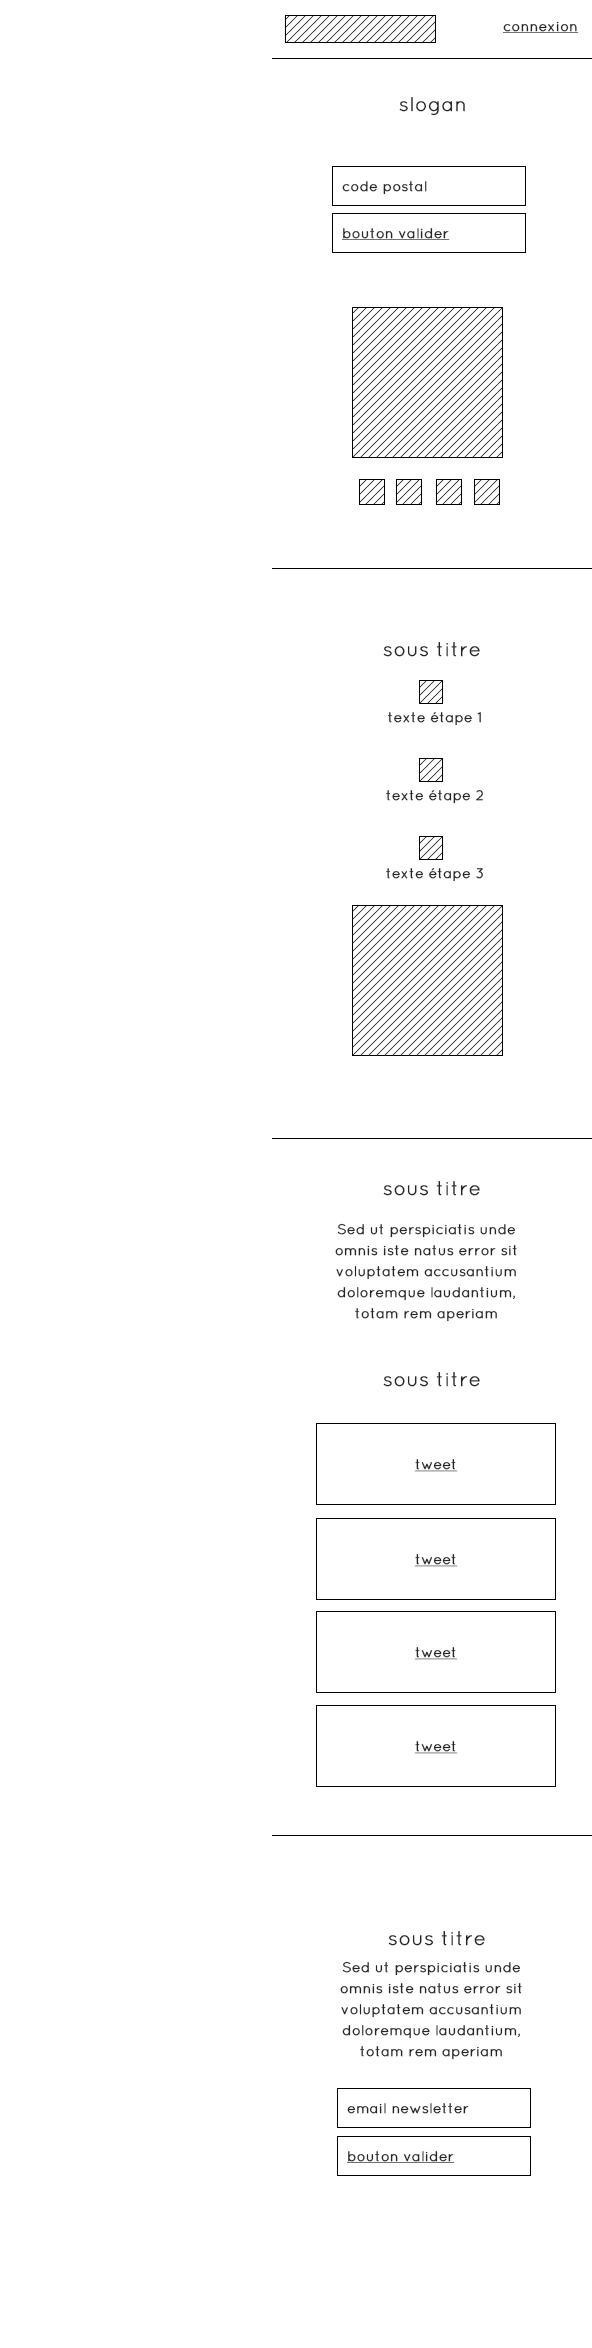 connexion
slogan
code postal
bouton valider
sous titre
texte étape 1
texte étape 2
texte étape 3
sous titre
Sed ut perspiciatis unde
omnis iste natus error sit
voluptatem accusantium
doloremque laudantium,
totam rem aperiam
sous titre
tweet
tweet
tweet
tweet
sous titre
Sed ut perspiciatis unde
omnis iste natus error sit
voluptatem accusantium
doloremque laudantium,
totam rem aperiam
email newsletter
bouton valider